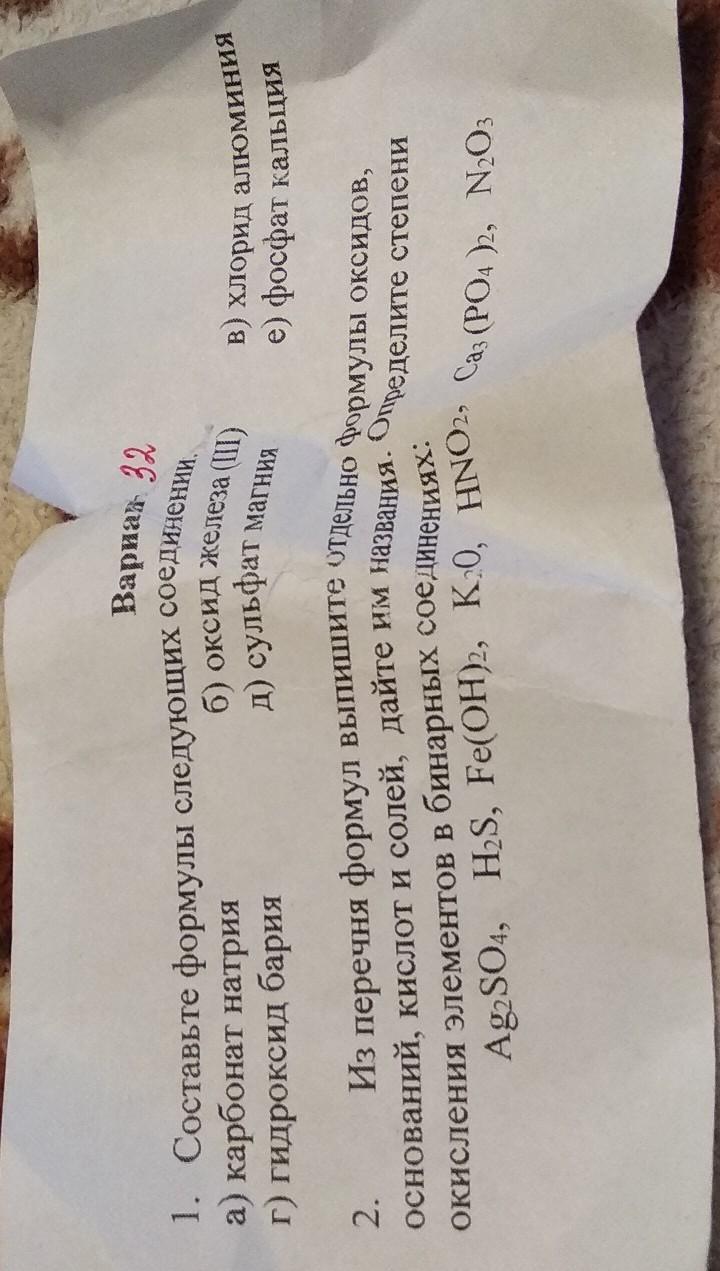 Вариан 32
1. Составьте формулы следующих соединений.
а) карбонат натрия б) оксид железа (III) в) хлорид алюминия
г) гидроксид бария д) сульфат магния е) фосфат кальция
2. Из перечня формул выпишите отдельно формулы оксидов,
оснований, кислот и солей, дайте им названия. Определите степени
окисления элементов в бинарных соединениях:
Ag₂SO₄, H₂S, Fe(OH)₂, K₂O, HNO₂, Ca₃(PO₄)₂, N₂O₃